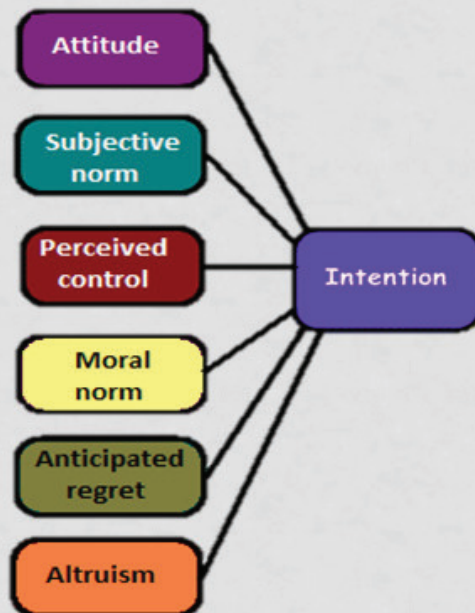 Attitude
Subjective
norm
Perceived
control
Intention
Moral
norm
Anticipated
regret
Altruism